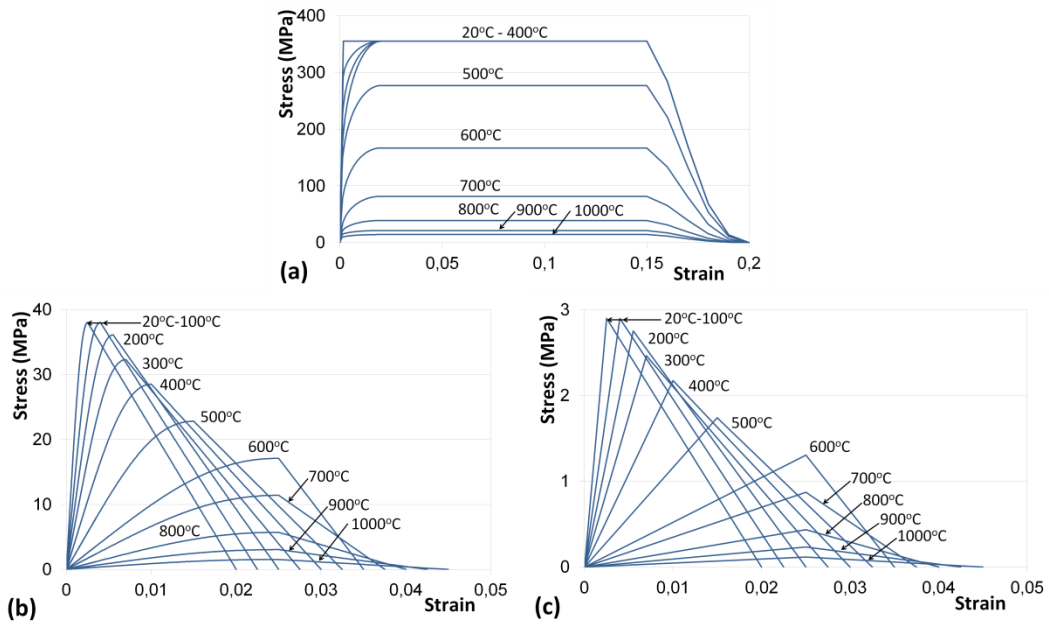 Stress (MPa)
400
300
200
100
0
20°C - 400°C
500°C
600°C
700°C
800°C
900°C
1000°C
0
0,05
0,1
0,15
0,2
Strain
(a)
Stress (MPa)
40
30
20
10
0
20°C-100°C
200°C
300°C
400°C
500°C
600°C
700°C
800°C
900°C
1000°C
0,00
0,01
0,02
0,03
0,04
0,05
Strain
(b)
Stress (MPa)
3
2
1
0
20°C-100°C
200°C
300°C
400°C
500°C
600°C
700°C
800°C
900°C
1000°C
0,00
0,01
0,02
0,03
0,04
0,05
Strain
(c)